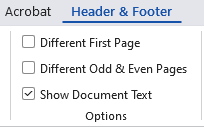 Acrobat Header & Footer
Different First Page
Different Odd & Even Pages
Show Document Text
Options